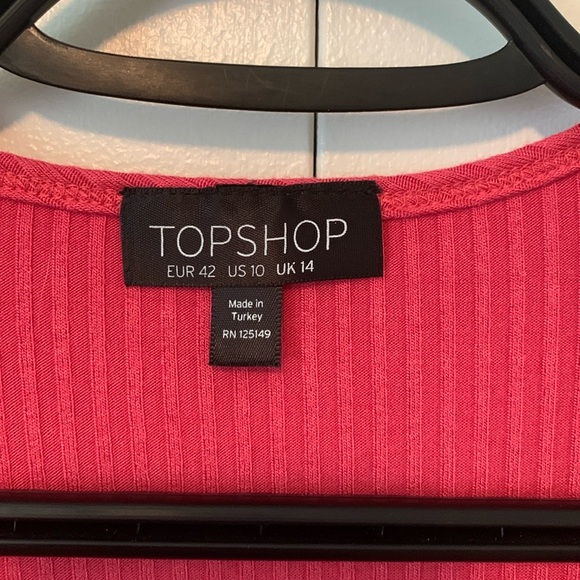 TOPSHOP
EUR 42 US 10 UK 14
Made in
Turkey
RN 125149